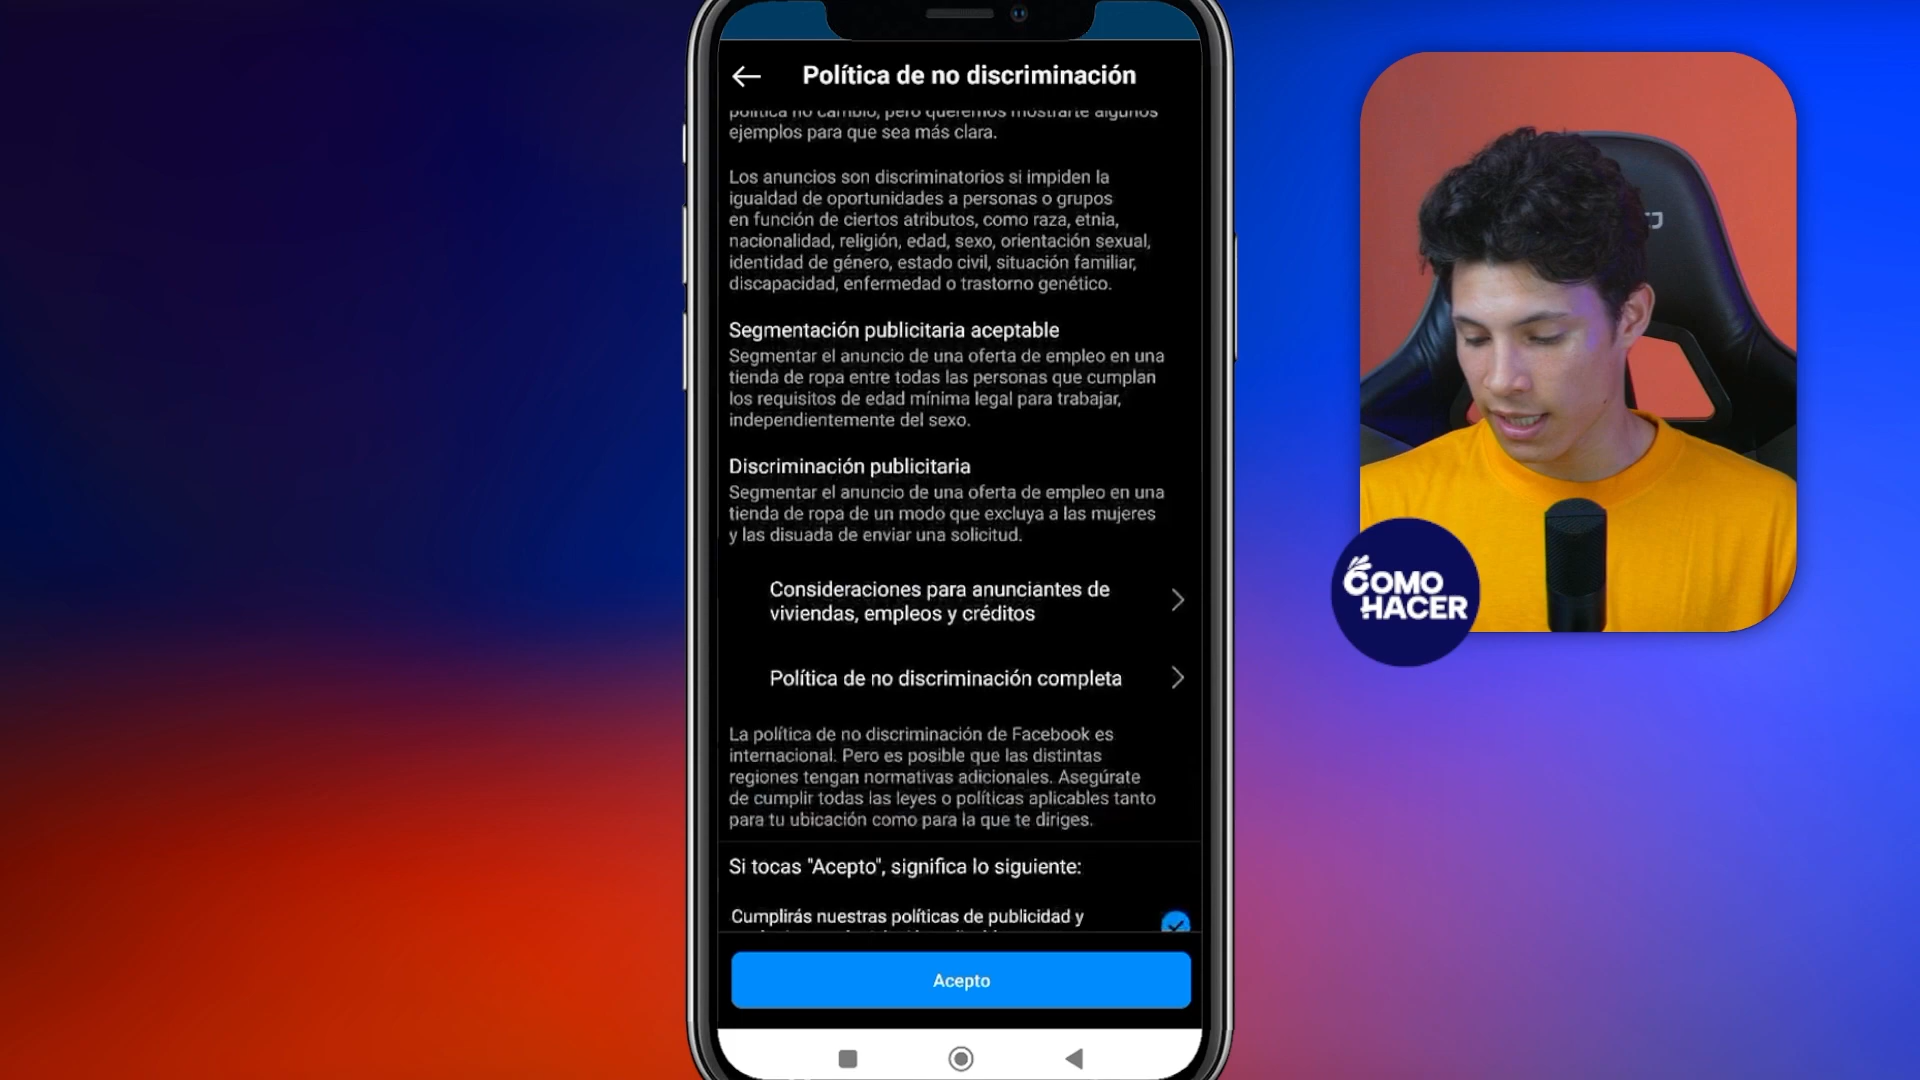 Política de no discriminación
política no cambió, pero queremos mostrarte algunos
ejemplos para que sea más clara.
Los anuncios son discriminatorios si impiden la
igualdad de oportunidades a personas o grupos
en función de ciertos atributos, como raza, etnia,
nacionalidad, religión, edad, sexo, orientación sexual,
identidad de género, estado civil, situación familiar,
discapacidad, enfermedad o trastorno genético.
Segmentación publicitaria aceptable
Segmentar el anuncio de una oferta de empleo en una
tienda de ropa entre todas las personas que cumplan
los requisitos de edad mínima legal para trabajar,
independientemente del sexo.
Discriminación publicitaria
Segmentar el anuncio de una oferta de empleo en una
tienda de ropa de un modo que excluya a las mujeres
y las disuada de enviar una solicitud.
Consideraciones para anunciantes de
viviendas, empleos y créditos
Política de no discriminación completa
La política de no discriminación de Facebook es
internacional. Pero es posible que las distintas
regiones tengan normativas adicionales. Asegúrate
de cumplir todas las leyes o políticas aplicables tanto
para tu ubicación como para la que te diriges.
Si tocas "Acepto", significa lo siguiente:
Cumplirás nuestras políticas de publicidad y
Acepto
COMO
HACER